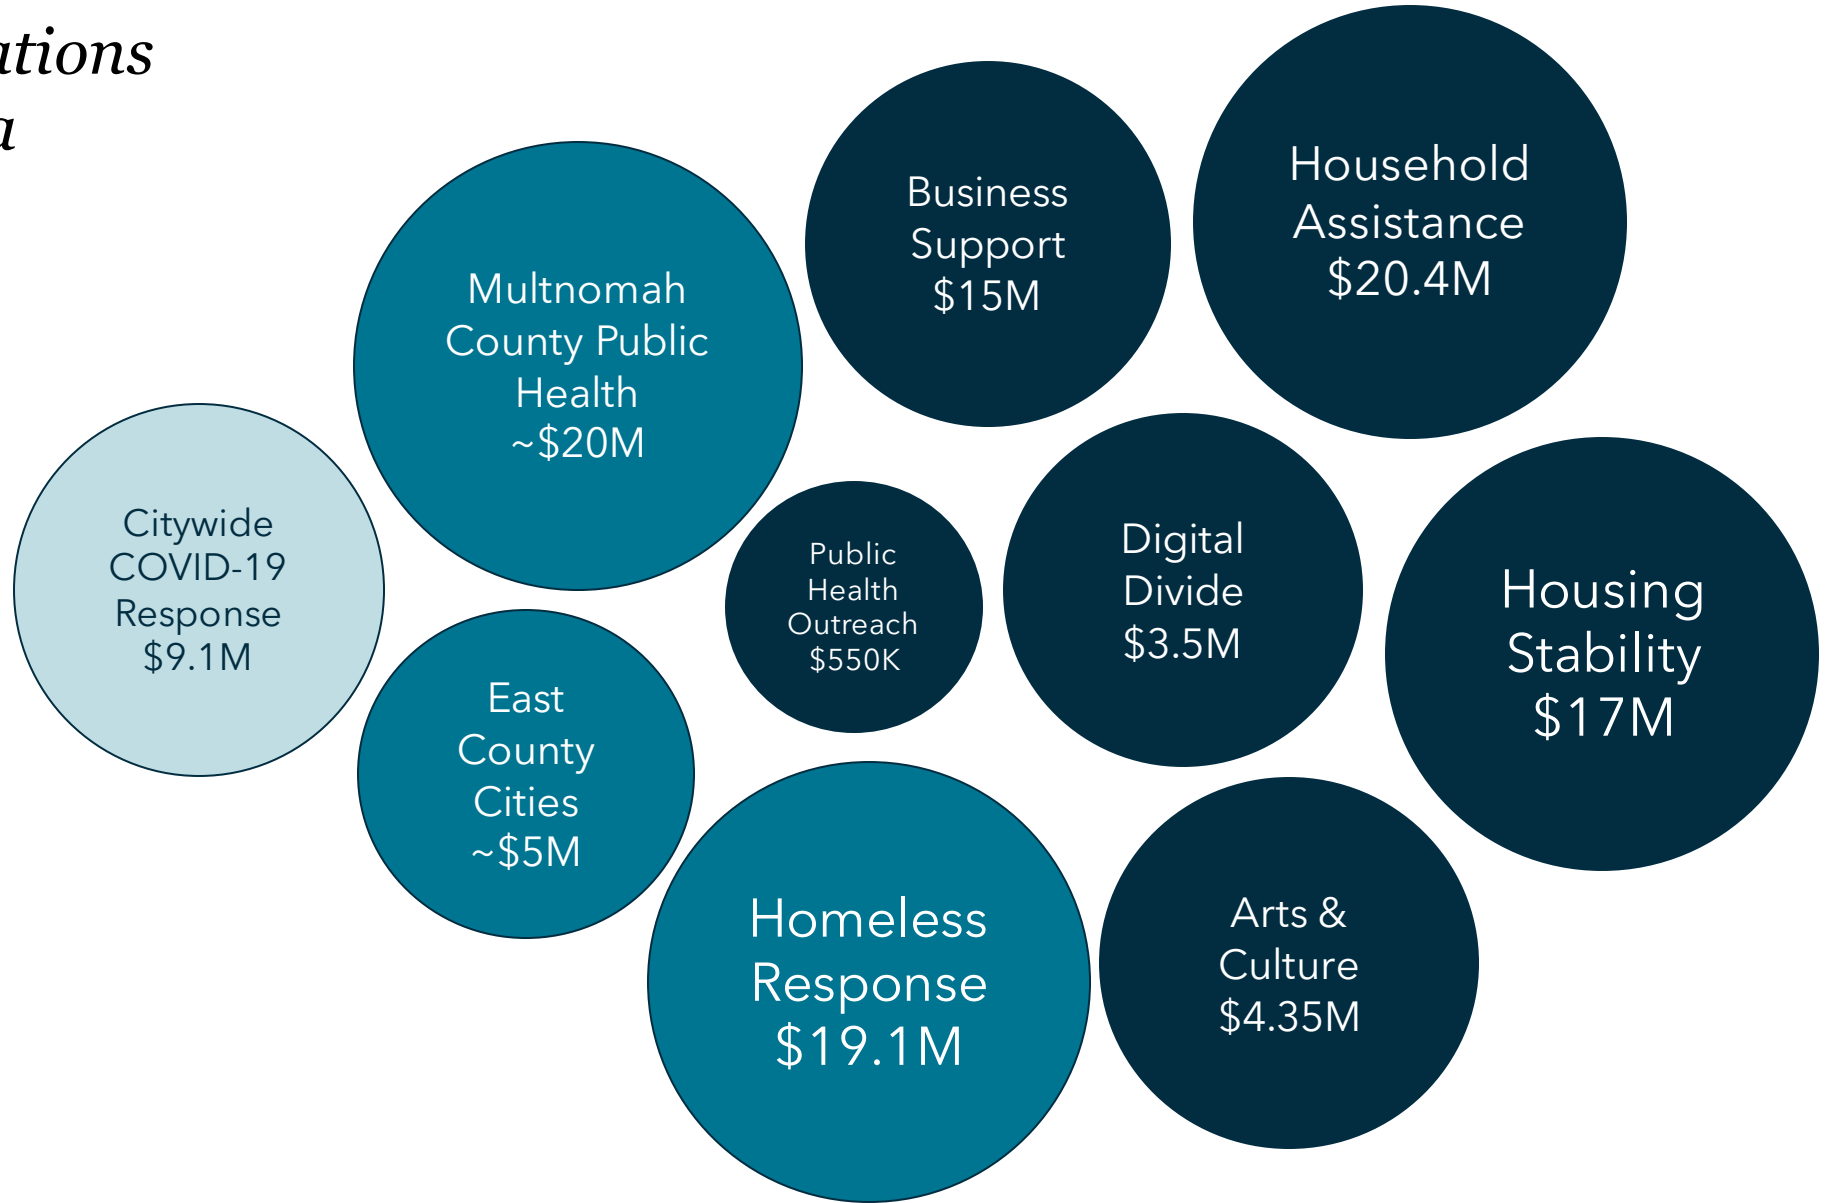 Business
Support
$15M
Household
Assistance
$20.4M
Multnomah
County Public
Health
~$20M
Citywide
COVID-19
Response
$9.1M
Public
Health
Outreach
$550K
Digital
Divide
$3.5M
Housing
Stability
$17M
East
County
Cities
~$5M
Homeless
Response
$19.1M
Arts &
Culture
$4.35M